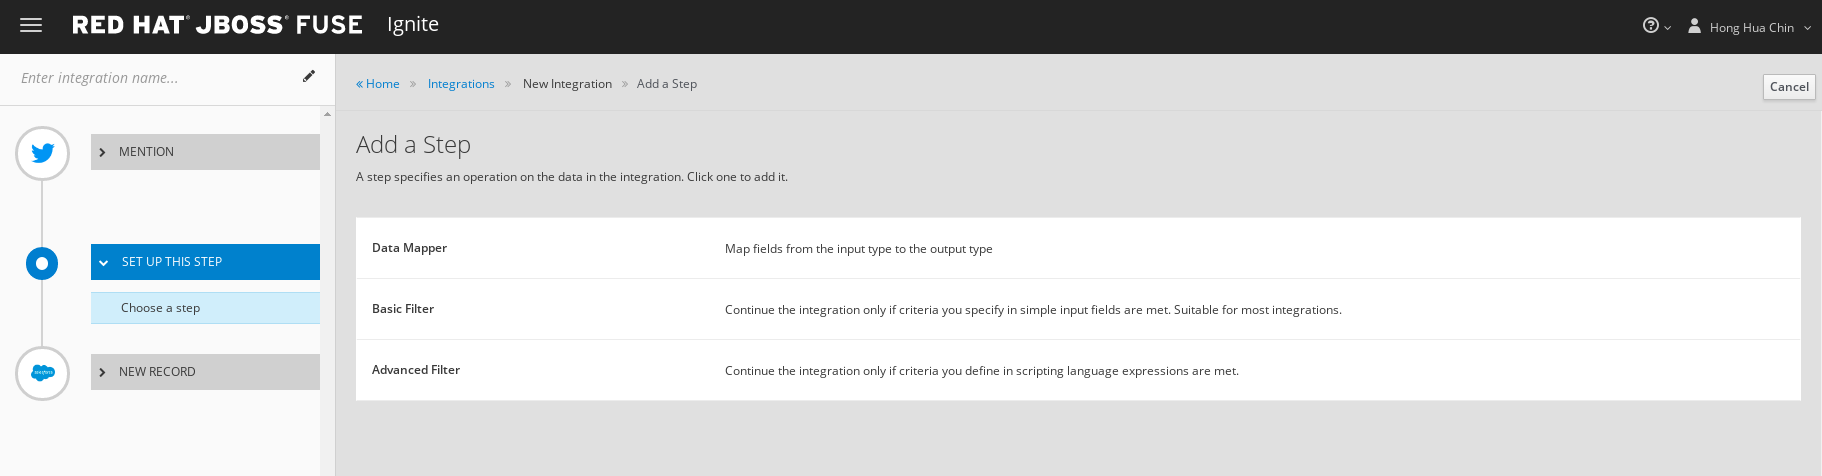 RED HAT® JBOSS® FUSE Ignite
Hong Hua Chin
Enter integration name...
« Home » Integrations » New Integration » Add a Step
Cancel
MENTION
SET UP THIS STEP
Choose a step
NEW RECORD
Add a Step
A step specifies an operation on the data in the integration. Click one to add it.
Data Mapper Map fields from the input type to the output type
Basic Filter Continue the integration only if criteria you specify in simple input fields are met. Suitable for most integrations.
Advanced Filter Continue the integration only if criteria you define in scripting language expressions are met.